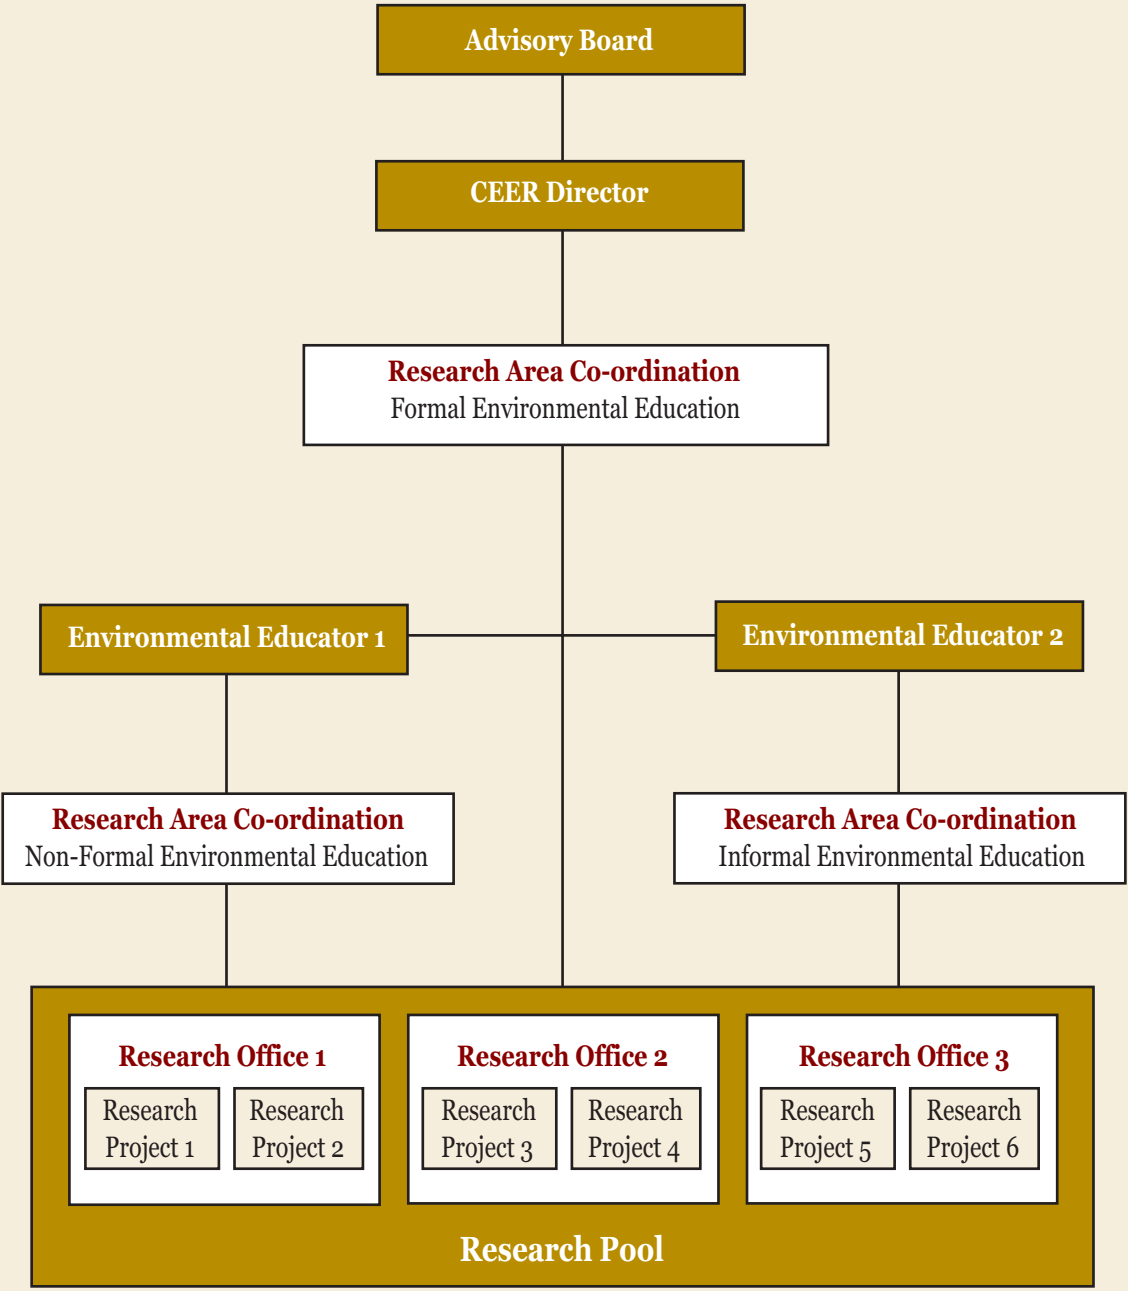 Advisory Board
CEER Director
Research Area Co-ordination
Formal Environmental Education
Environmental Educator 1
Environmental Educator 2
Research Area Co-ordination
Non-Formal Environmental Education
Research Area Co-ordination
Informal Environmental Education
Research Office 1
Research
Project 1
Research
Project 2
Research Office 2
Research
Project 3
Research
Project 4
Research Office 3
Research
Project 5
Research
Project 6
Research Pool